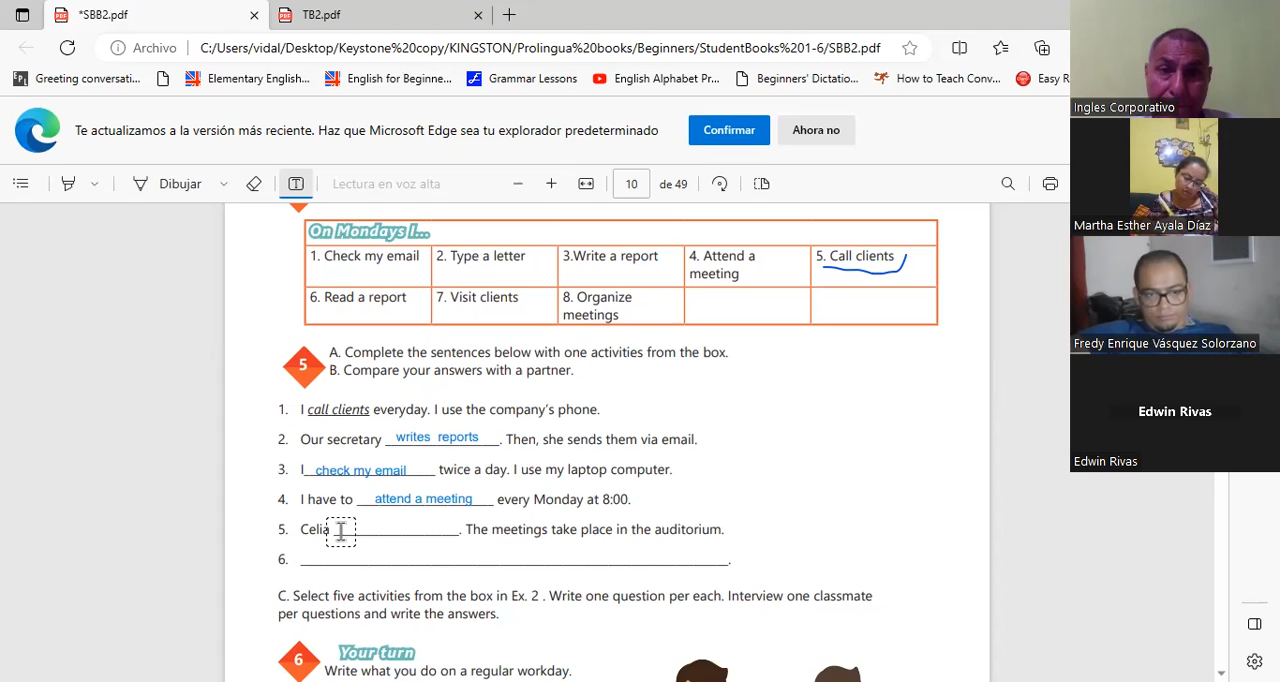 *SBB2.pdf
TB2.pdf
Archivo
C:/Users/vidal/Desktop/Keystone%20copy/KINGSTON/Prolingua%20books/Beginners/StudentBooks%201-6/SBB2.pdf
Greeting conversati...
Elementary English...
English for Beginne...
Grammar Lessons
English Alphabet Pr...
Beginners' Dictatio...
How to Teach Conv...
Easy R
Te actualizamos a la versión más reciente. Haz que Microsoft Edge sea tu explorador predeterminado
Confirmar
Ahora no
Dibujar
Lectura en voz alta
10
de 49
On Mondays I...
1. Check my email
2. Type a letter
3.Write a report
4. Attend a
meeting
5. Call clients
6. Read a report
7. Visit clients
8. Organize
meetings
5
A. Complete the sentences below with one activities from the box.
B. Compare your answers with a partner.
1. I call clients everyday. I use the company's phone.
2. Our secretary writes reports. Then, she sends them via email.
3. I check my email twice a day. I use my laptop computer.
4. I have to attend a meeting every Monday at 8:00.
5. Celia ________________. The meetings take place in the auditorium.
6. ________________.
C. Select five activities from the box in Ex. 2 . Write one question per each. Interview one classmate
per questions and write the answers.
6
Your turn
Write what you do on a regular workday.
Ingles Corporativo
Martha Esther Ayala Díaz
Fredy Enrique Vásquez Solorzano
Edwin Rivas
Edwin Rivas